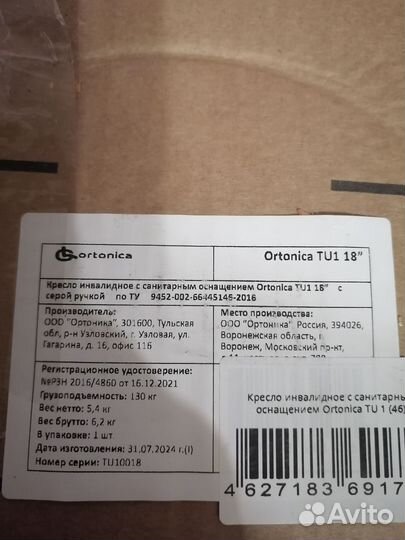 ortonica
Ortonica TU1 18”
Кресло инвалидное с санитарным оснащением Ortonica TU1 18” с
серой ручкой по ТУ 9452-002-66445145-2016
Производитель:
ООО "Ортоника", 301600, Тульская
обл, р-н Узловский, г. Узловая, ул.
Гагарина, д. 16, офис 116
Место производства:
ООО "Ортоника" Россия, 394026,
Воронежская область, г.
Воронеж, Московский пр-кт,
Регистрационное удостоверение:
№РЗН 2016/4860 от 16.12.2021
Грузоподъемность: 130 кг
Вес нетто: 5,4 кг
Вес брутто: 6,2 кг
В упаковке: 1 шт.
Дата изготовления: 31.07.2024 г.(I)
Номер серии: TU10018
Кресло инвалидное с санитарным
оснащением Ortonica TU 1 (46)
4 627183 6917
Avito